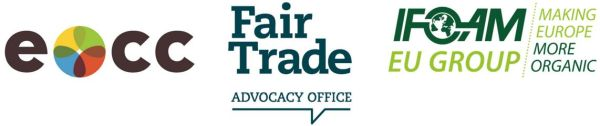 eocc
Fair
Trade
ADVOCACY OFFICE
IFOAM
EU GROUP
MAKING
EUROPE
MORE
ORGANIC